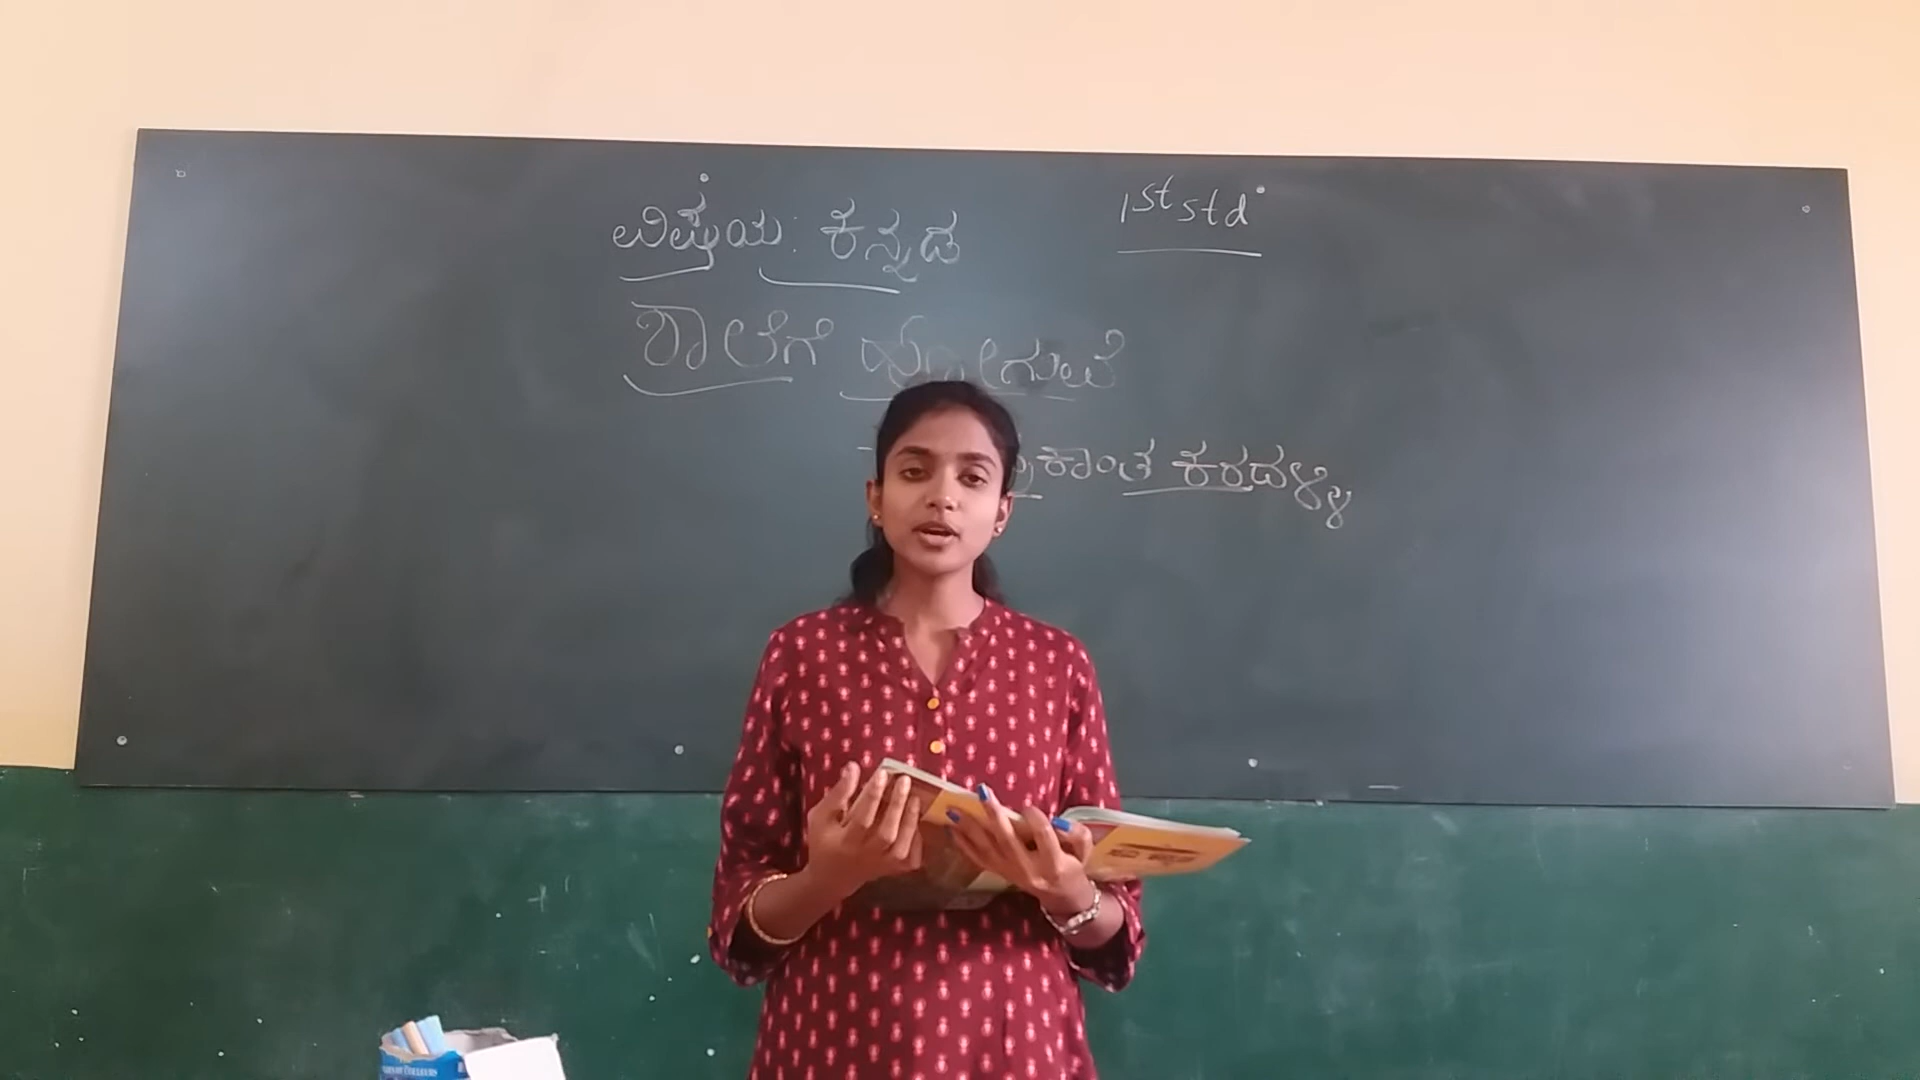 ವಿಷಯ: ಕನ್ನಡ
1st std
ಶಾಲೆಗೆ ಹೋಗುವೆ
ಕಾಂತ ಕರದಳ್ಳಿ